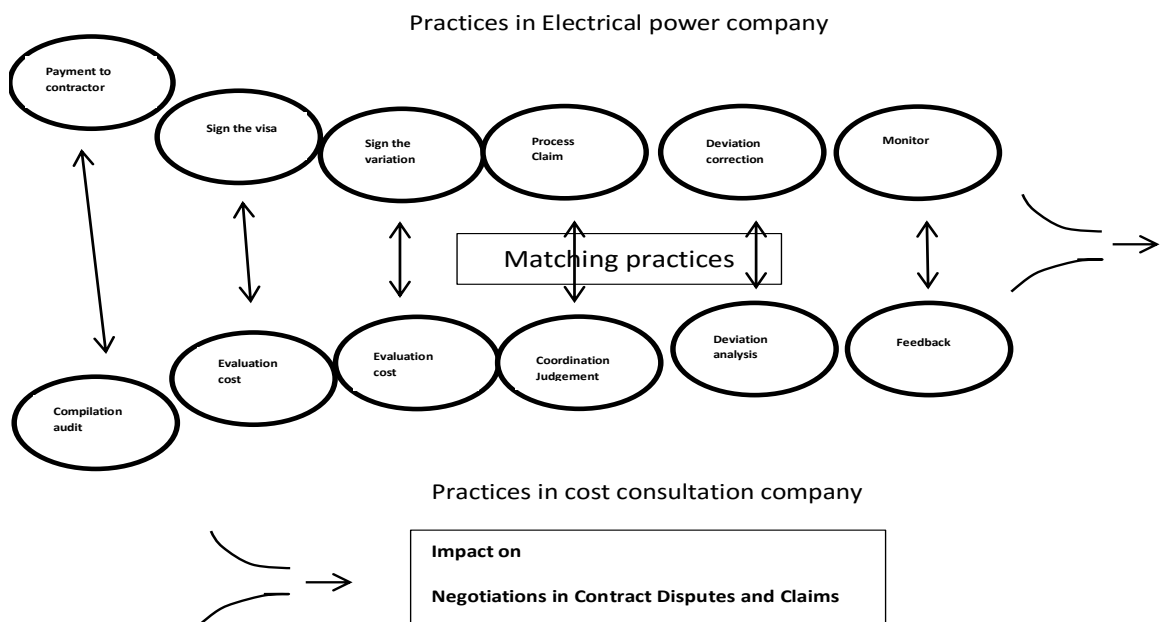 Practices in Electrical power company
Payment to
contractor
Sign the visa
Sign the
variation
Process
Claim
Deviation
correction
Monitor
Matching practices
Compilation
audit
Evaluation
cost
Evaluation
cost
Coordination
Judgement
Deviation
analysis
Feedback
Practices in cost consultation company
Impact on
Negotiations in Contract Disputes and Claims